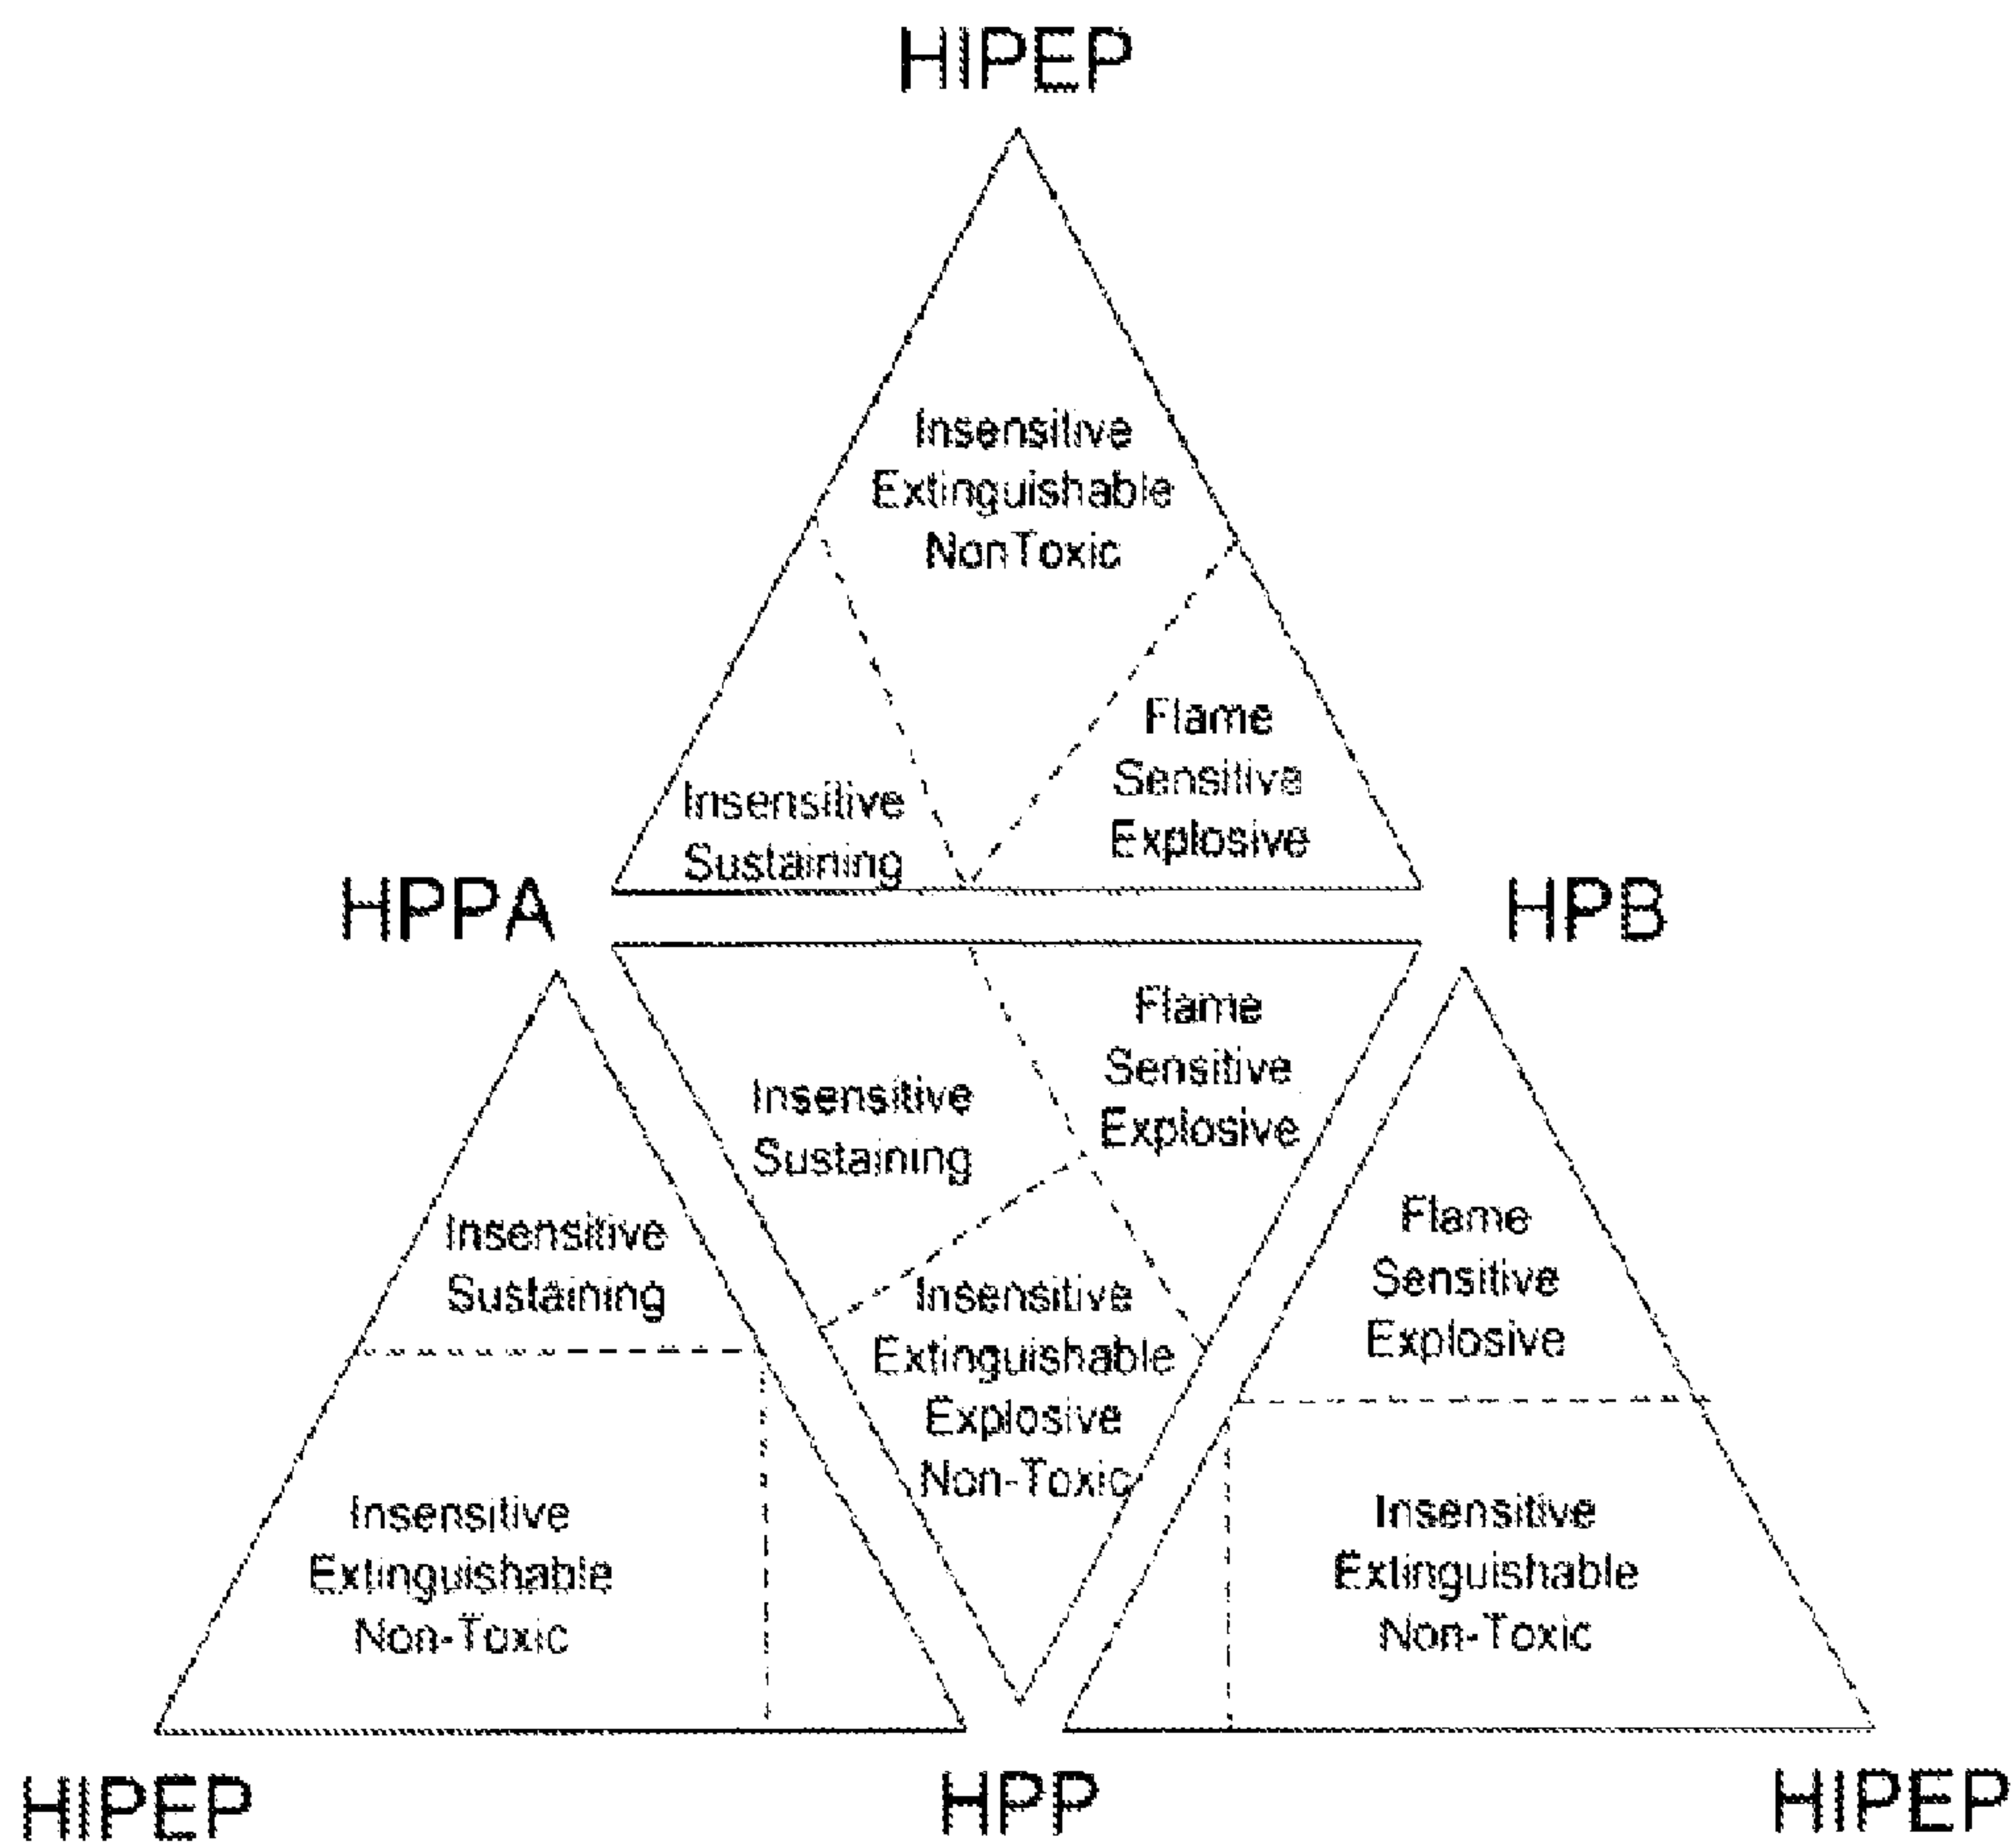 HIPEP
Insensitive
Extinguishable
NonToxic
Flame
Sensitive
Explosive
Insensitive
Sustaining
HPPA
HPB
Flame
Sensitive
Explosive
Insensitive
Sustaining
Insensitive
Sustaining
Flame
Sensitive
Explosive
Insensitive
Extinguishable
Explosive
Non-Toxic
Insensitive
Extinguishable
Non-Toxic
Insensitive
Extinguishable
Non-Toxic
HIPEP
HPP
HIPEP